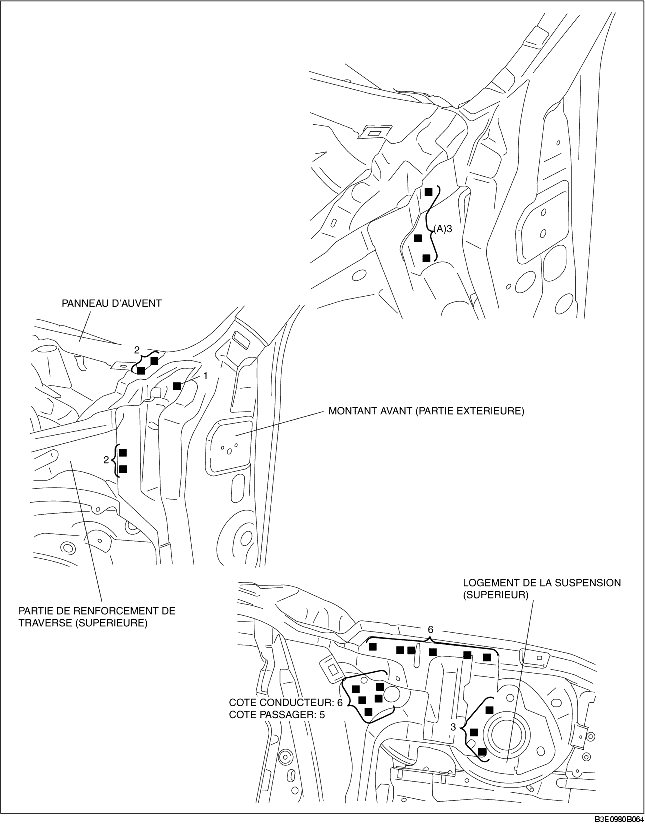 (A)3
PANNEAU D'AUVENT
2
1
MONTANT AVANT (PARTIE EXTERIEURE)
2
LOGEMENT DE LA SUSPENSION
(SUPERIEUR)
PARTIE DE RENFORCEMENT DE
TRAVERSE (SUPERIEURE)
6
COTE CONDUCTEUR: 6
COTE PASSAGER: 5
3
B3E0980B064